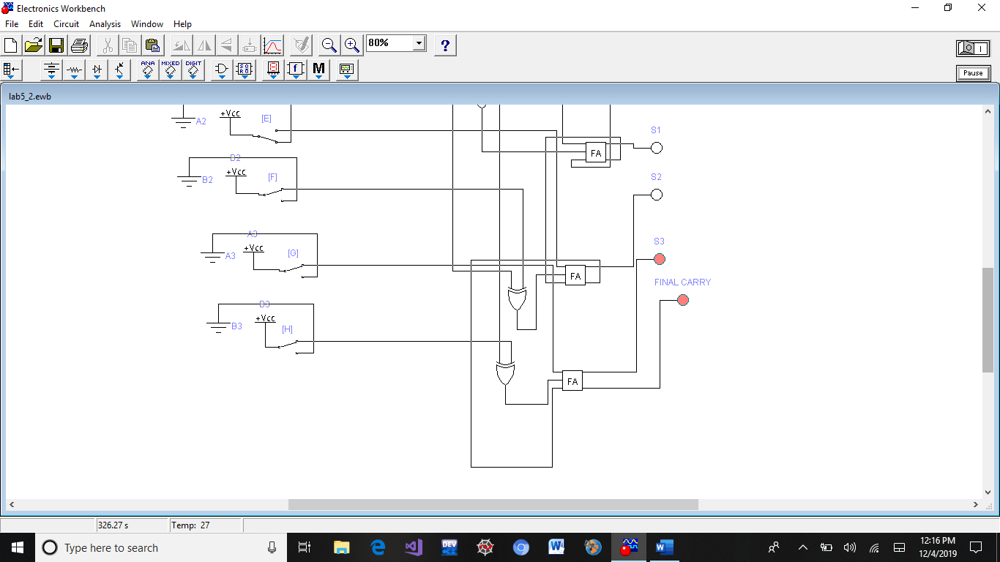 Electronics Workbench
File Edit Circuit Analysis Window Help
80%
?
ANA MIXED DIGIT
f M
Pause
lab5_2.ewb
A2 +Vcc [E]
S1
FA
B2
+Vcc [F]
B2
S2
A3
+Vcc [G]
A3
S3
FA
FINAL CARRY
B3
+Vcc [H]
B3
FA
326.27 s Temp: 27
Type here to search
DEV
12:16 PM
12/4/2019